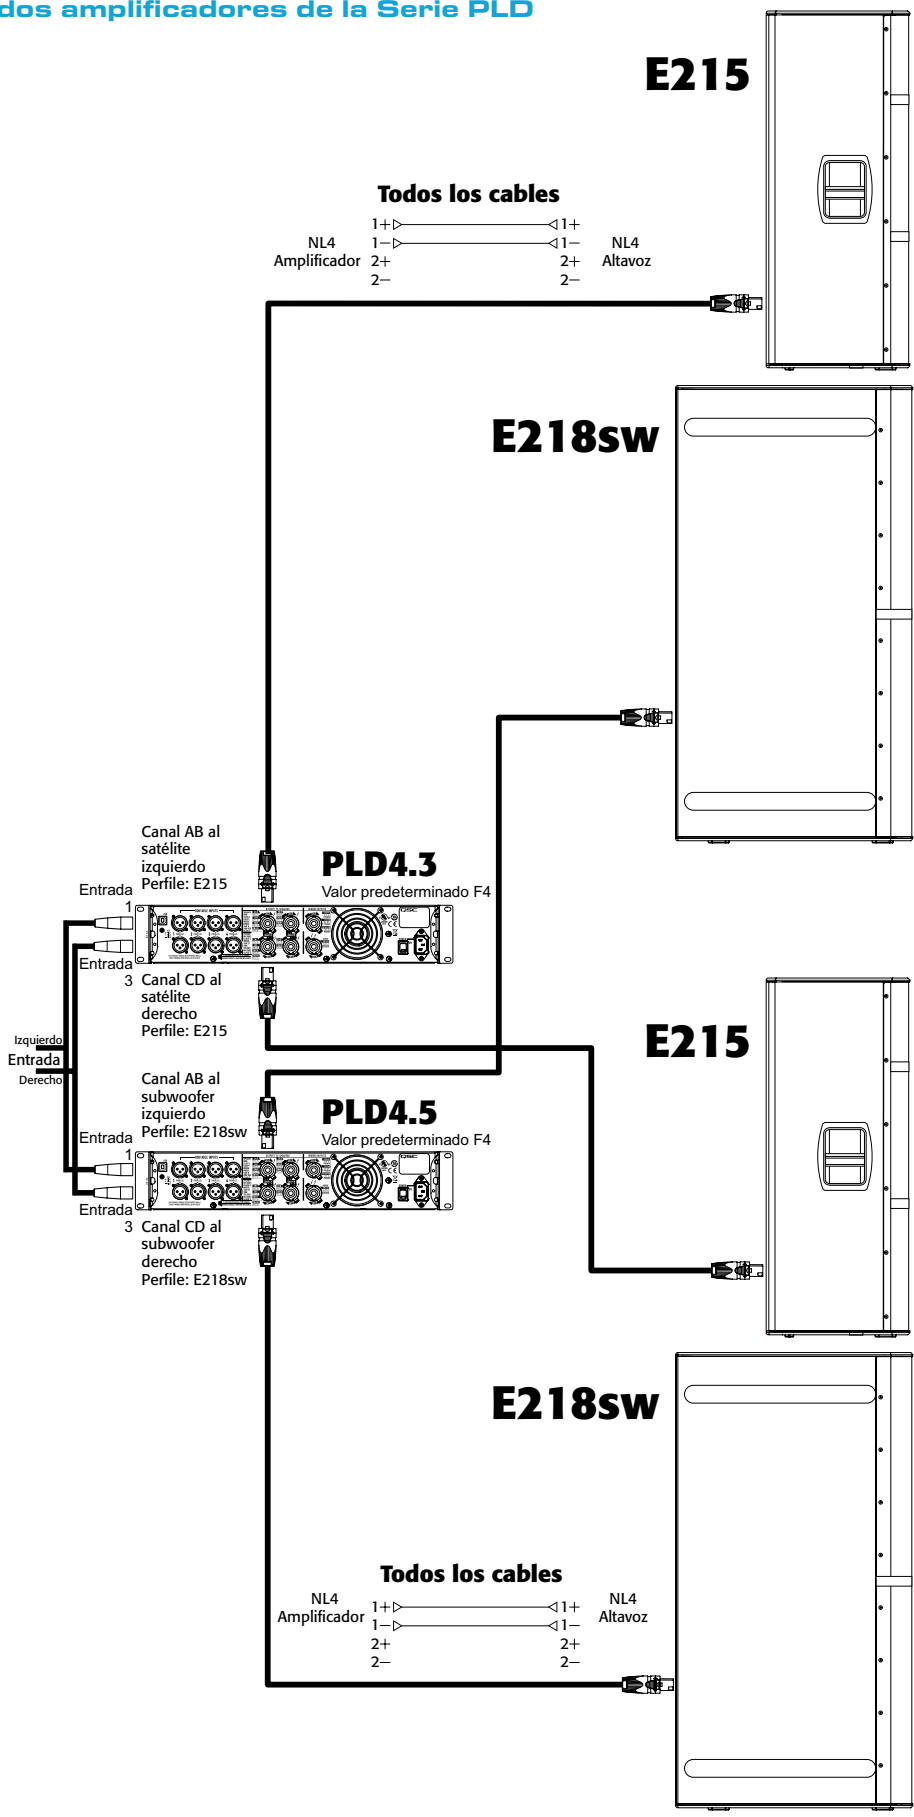 dos amplificadores de la Serie PLD
E215
Todos los cables
NL4
Amplificador
1+
1−
2+
2−
1+
1−
2+
2−
NL4
Altavoz
E218sw
Canal AB al
satélite
izquierdo
Perfile: E215
PLD4.3
Valor predeterminado F4
Entrada
1
QSC
Entrada
3
Canal CD al
satélite
derecho
Perfile: E215
Izquierdo
Entrada
Derecho
E215
Canal AB al
subwoofer
izquierdo
Perfile: E218sw
PLD4.5
Valor predeterminado F4
Entrada
1
QSC
Entrada
3
Canal CD al
subwoofer
derecho
Perfile: E218sw
E218sw
Todos los cables
NL4
Amplificador
1+
1−
2+
2−
1+
1−
2+
2−
NL4
Altavoz